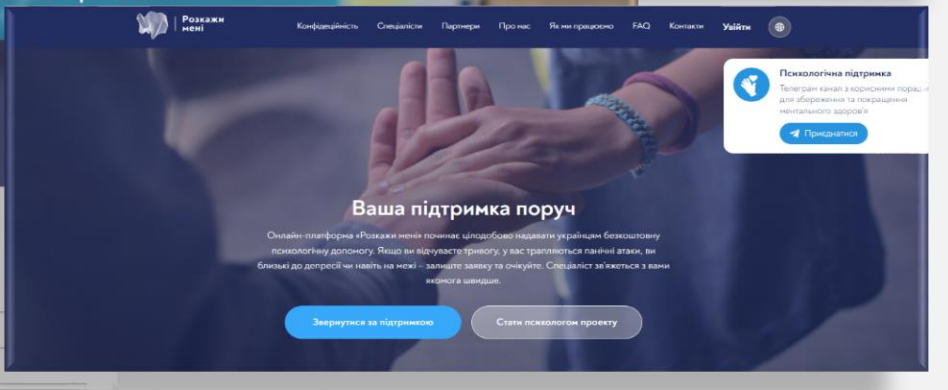 Розкажи
мені
Конфіденційність Спеціалісти Партнери Про нас Як ми працюємо FAQ Контакти Увійти
Психологічна підтримка
Телеграм канал з корисними
для збереження та покращення
ментального здоров'я
Приєднатися
Ваша підтримка поруч
Онлайн-платформа «Розкажи мені» починає цілодобово надавати українцям безкоштовну
психологічну допомогу. Якщо ви відчуваєте тривогу, у вас трапляються панічні атаки, ви
близькі до депресії чи навіть на межі – залиште заявку та очікуйте. Спеціаліст зв'яжеться з вами
якомога швидше.
Звернутися за підтримкою Стати психологом проекту